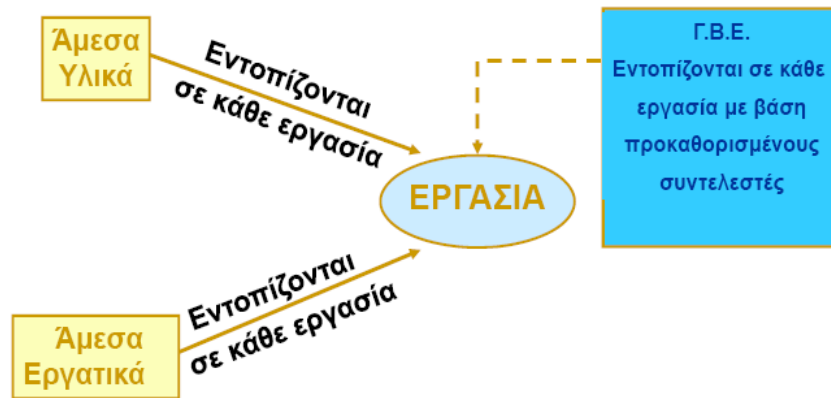 Άμεσα
Υλικά
Εντοπίζονται
σε κάθε εργασία
Γ.Β.Ε.
Εντοπίζονται σε κάθε
εργασία με βάση
προκαθορισμένους
συντελεστές
ΕΡΓΑΣΙΑ
Άμεσα
Εργατικά
Εντοπίζονται
σε κάθε εργασία